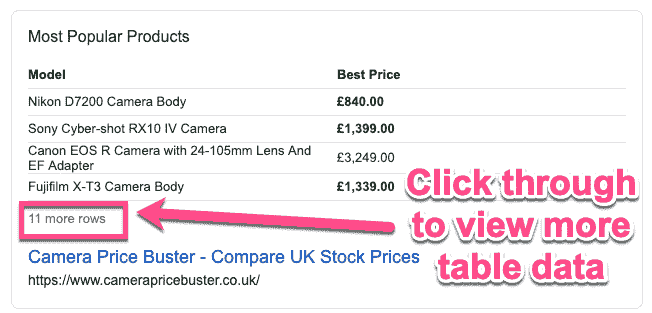 Most Popular Products
Model Best Price
Nikon D7200 Camera Body £840.00
Sony Cyber-shot RX10 IV Camera £1,399.00
Canon EOS R Camera with 24-105mm Lens And
EF Adapter £3,249.00
Fujifilm X-T3 Camera Body £1,339.00
11 more rows
Click through
to view more
table data
Camera Price Buster - Compare UK Stock Prices
https://www.camerapricebuster.co.uk/